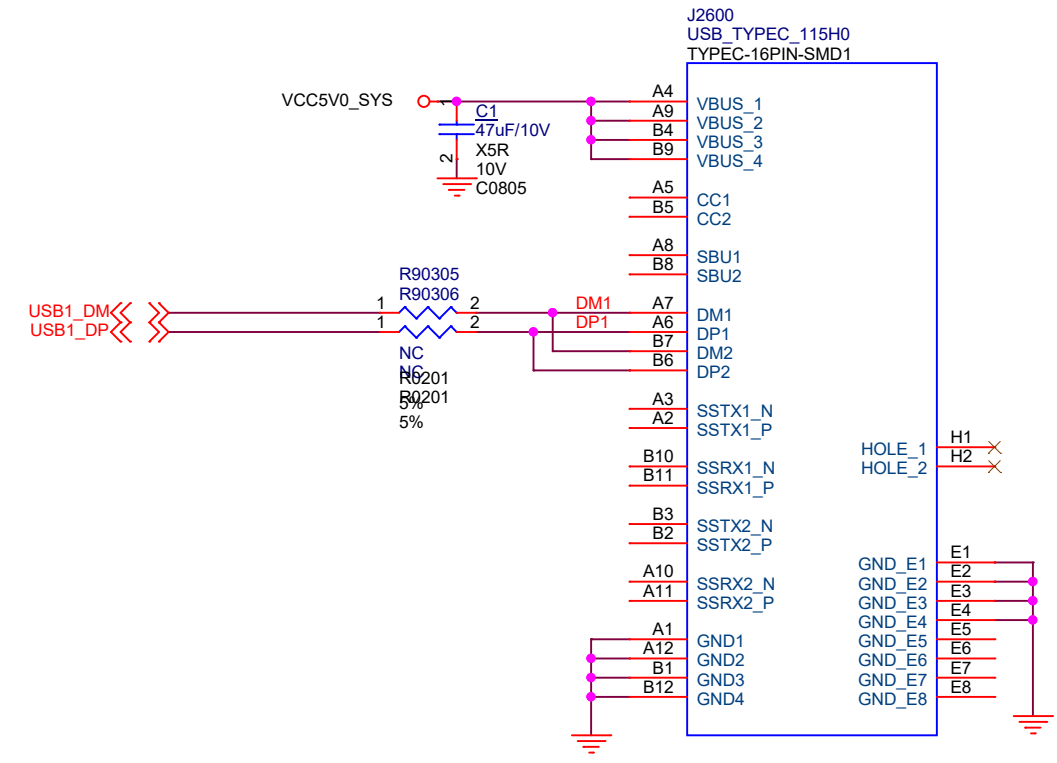 J2600
USB_TYPEC_115H0
TYPEC-16PIN-SMD1
VCC5V0_SYS
1
C1
47uF/10V
X5R
10V
C0805
2
A4
VBUS_1
A9
VBUS_2
B4
VBUS_3
B9
VBUS_4
A5
CC1
B5
CC2
A8
SBU1
B8
SBU2
R90305
R90306
USB1_DM
1
2
DM1
A7
DM1
USB1_DP
1
2
DP1
A6
DP1
B7
DM2
B6
DP2
NC
NC
R0201
R0201
5%
5%
A3
SSTX1_N
A2
SSTX1_P
B10
SSRX1_N
B11
SSRX1_P
B3
SSTX2_N
B2
SSTX2_P
A10
SSRX2_N
A11
SSRX2_P
A1
GND1
A12
GND2
B1
GND3
B12
GND4
HOLE_1
H1
HOLE_2
H2
GND_E1
E1
GND_E2
E2
GND_E3
E3
GND_E4
E4
GND_E5
E5
GND_E6
E6
GND_E7
E7
GND_E8
E8